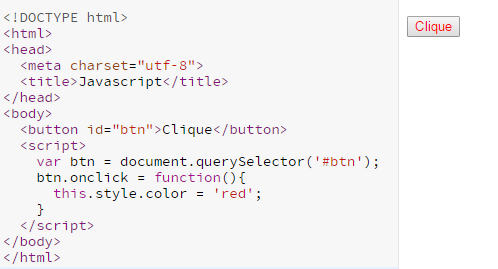 <!DOCTYPE html>
<html>
<head>
  <meta charset="utf-8">
  <title>Javascript</title>
</head>
<body>
  <button id="btn">Clique</button>
  <script>
    var btn = document.querySelector('#btn');
    btn.onclick = function(){
      this.style.color = 'red';
    }
  </script>
</body>
</html>
Clique